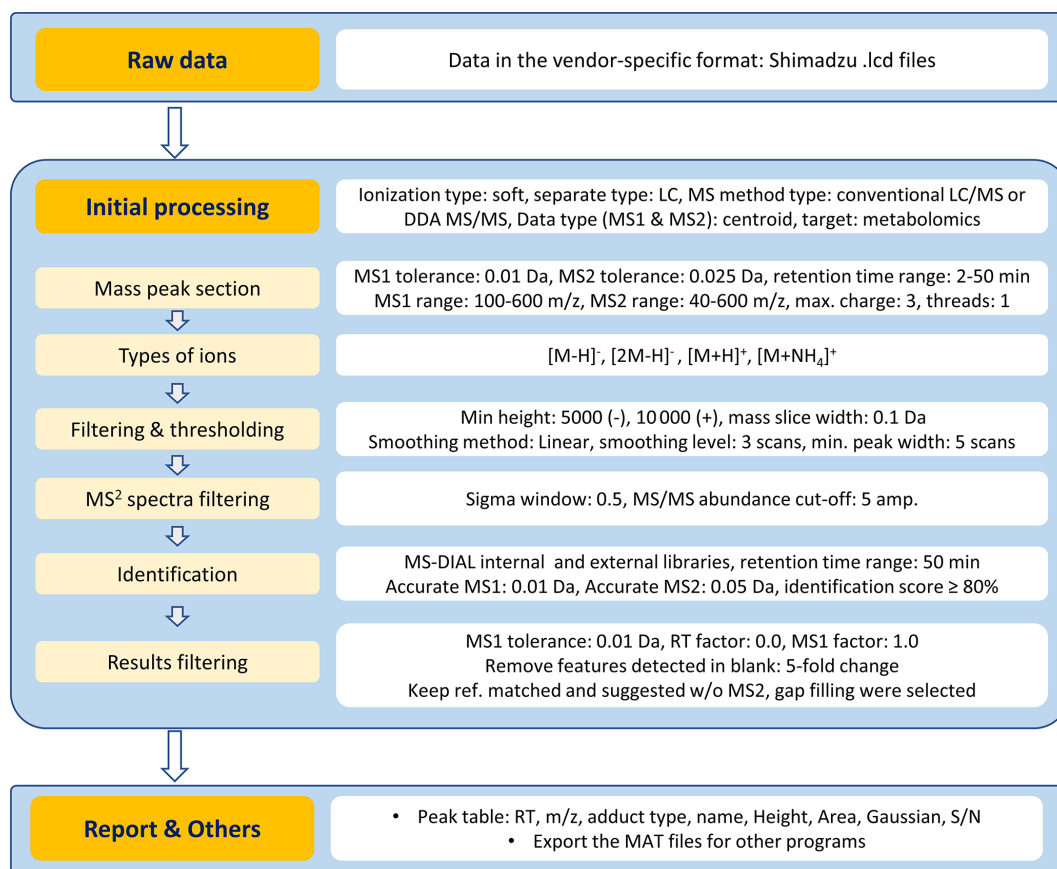 Raw data
Data in the vendor-specific format: Shimadzu .lcd files
Initial processing
Ionization type: soft, separate type: LC, MS method type: conventional LC/MS or
DDA MS/MS, Data type (MS1 & MS2): centroid, target: metabolomics
Mass peak section
MS1 tolerance: 0.01 Da, MS2 tolerance: 0.025 Da, retention time range: 2-50 min
MS1 range: 100-600 m/z, MS2 range: 40-600 m/z, max. charge: 3, threads: 1
Types of ions
[M-H]⁻, [2M-H]⁻, [M+H]⁺, [M+NH₄]⁺
Filtering & thresholding
Min height: 5000 (-), 10 000 (+), mass slice width: 0.1 Da
Smoothing method: Linear, smoothing level: 3 scans, min. peak width: 5 scans
MS² spectra filtering
Sigma window: 0.5, MS/MS abundance cut-off: 5 amp.
Identification
MS-DIAL internal and external libraries, retention time range: 50 min
Accurate MS1: 0.01 Da, Accurate MS2: 0.05 Da, identification score ≥ 80%
Results filtering
MS1 tolerance: 0.01 Da, RT factor: 0.0, MS1 factor: 1.0
Remove features detected in blank: 5-fold change
Keep ref. matched and suggested w/o MS2, gap filling were selected
Report & Others
• Peak table: RT, m/z, adduct type, name, Height, Area, Gaussian, S/N
• Export the MAT files for other programs